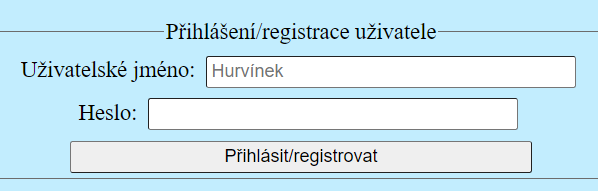 Přihlášení/registrace uživatele
Uživatelské jméno: Hurvínek
Heslo:
Přihlásit/registrovat